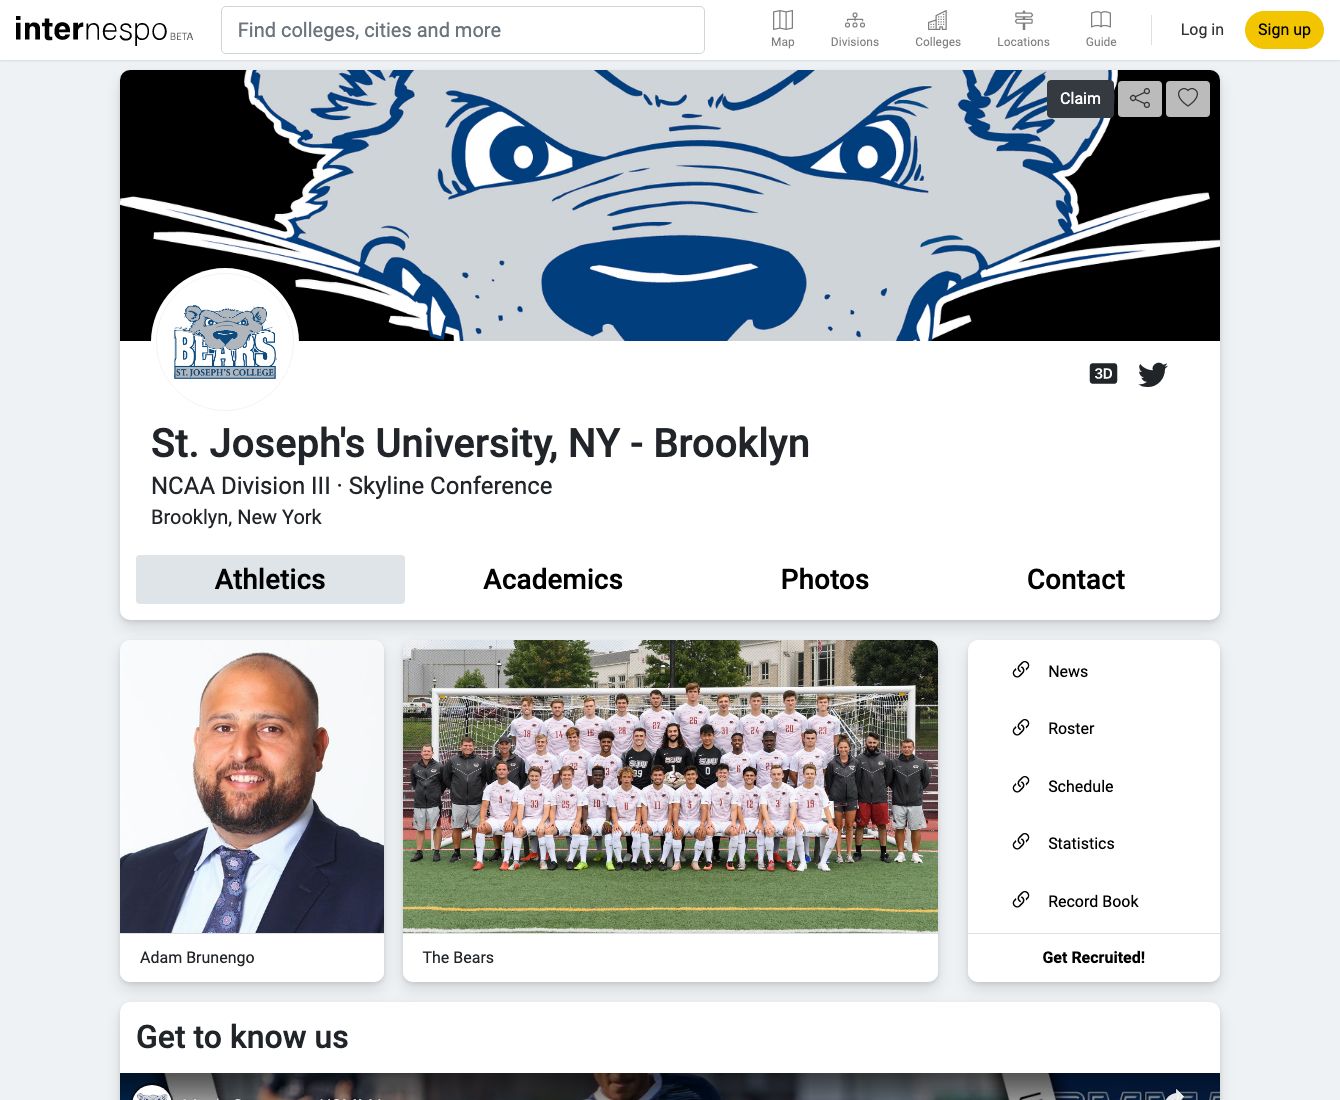 internespo BETA
Find colleges, cities and more
Map
Divisions
Colleges
Locations
Guide
Log in
Sign up
Claim
BEARS
ST. JOSEPH'S COLLEGE
3D
St. Joseph's University, NY - Brooklyn
NCAA Division III · Skyline Conference
Brooklyn, New York
Athletics
Academics
Photos
Contact
Adam Brunengo
The Bears
News
Roster
Schedule
Statistics
Record Book
Get Recruited!
Get to know us